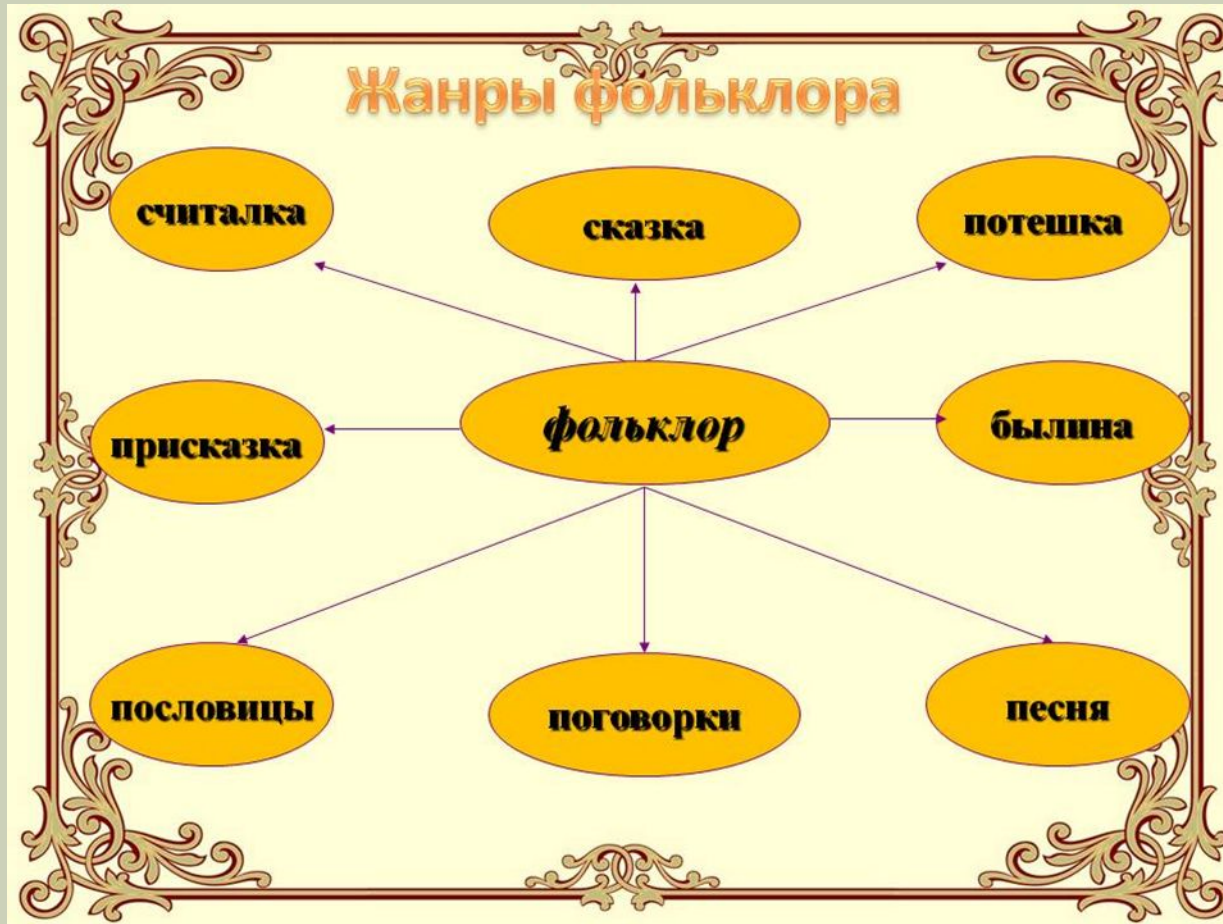 Жанры фольклора
считалка
сказка
потешка
присказка
фольклор
былина
пословицы
поговорки
песня